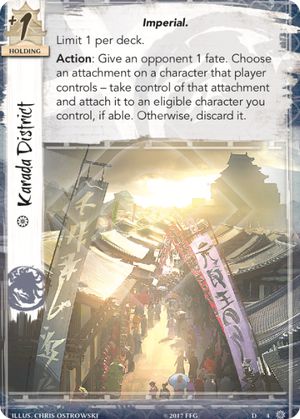 +1
HOLDING
Karada District
Imperial.
Limit 1 per deck.
Action: Give an opponent 1 fate. Choose
an attachment on a character that player
controls – take control of that attachment
and attach it to an eligible character you
control, if able. Otherwise, discard it.
ILLUS. CHRIS OSTROWSKI
©2017 FFG
D 4